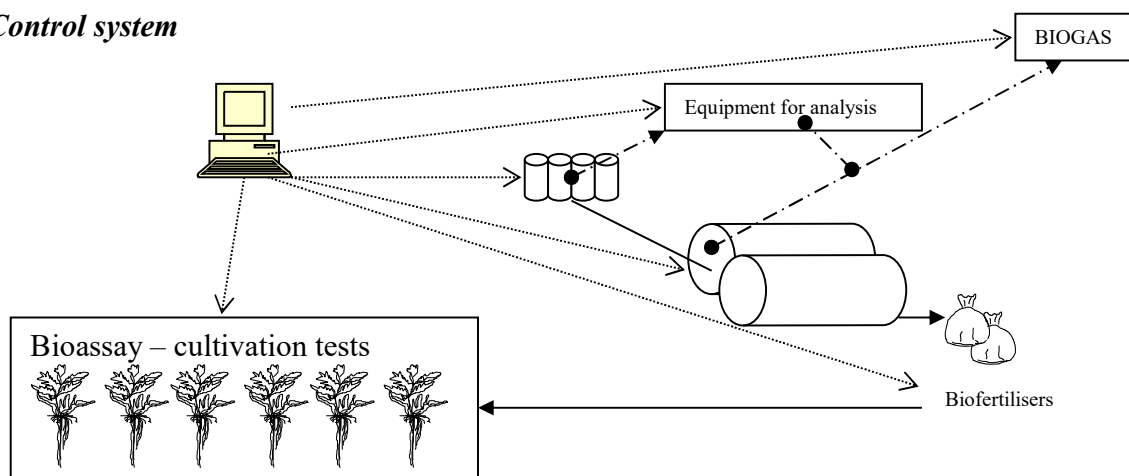 Control system
BIOGAS
Equipment for analysis
Bioassay – cultivation tests
Biofertilisers